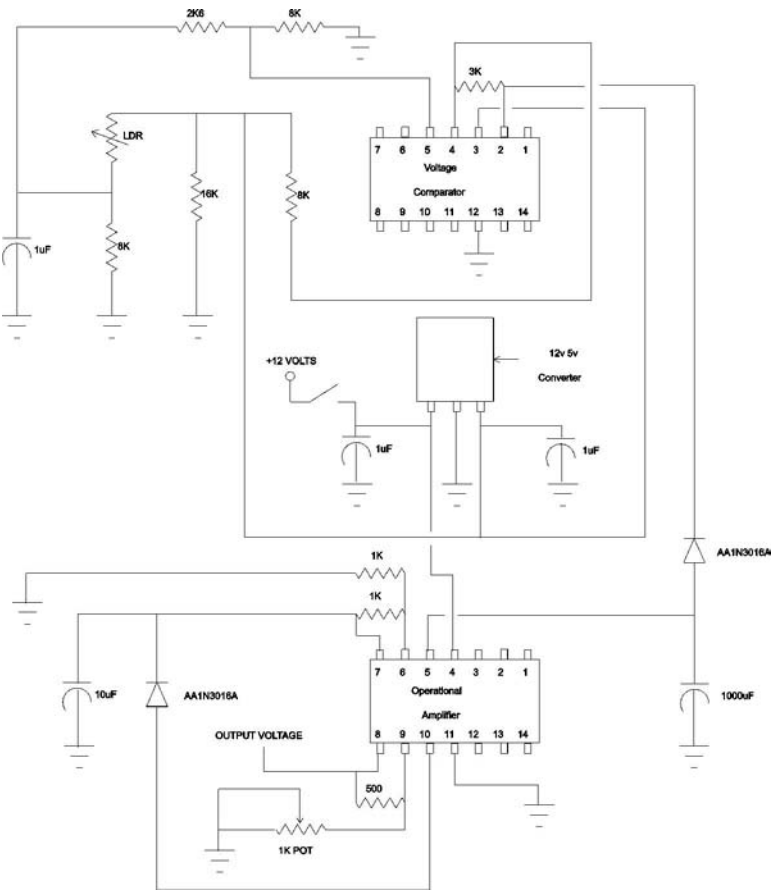 2K6 8K
3K
LDR
7 6 5 4 3 2 1
Voltage
Comparator
8 9 10 11 12 13 14
16K 8K
1uF 8K
+12 VOLTS
12v 5v
Converter
1uF 1uF
AA1N3016A
1K
1K
7 6 5 4 3 2 1
Operational
Amplifier
8 9 10 11 12 13 14
10uF AA1N3016A 1000uF
OUTPUT VOLTAGE
500
1K POT